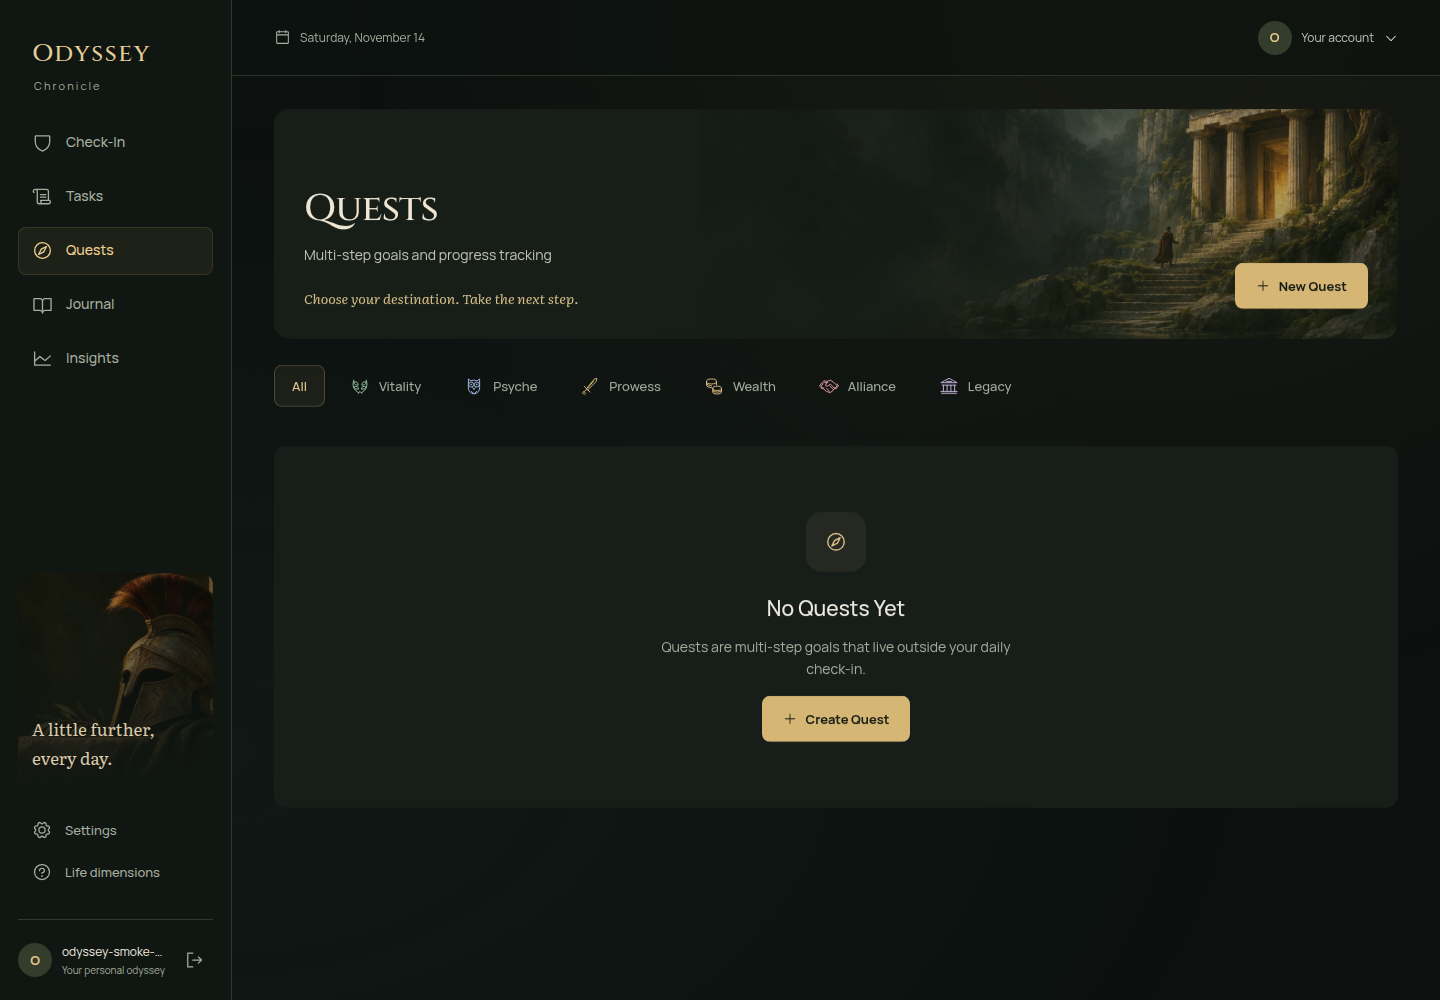 ODYSSEY
Chronicle
Check-In
Tasks
Quests
Journal
Insights
A little further,
every day.
Settings
Life dimensions
O
odyssey-smoke-...
Your personal odyssey
Saturday, November 14
O
Your account
QUESTS
Multi-step goals and progress tracking
Choose your destination. Take the next step.
New Quest
All
Vitality
Psyche
Prowess
Wealth
Alliance
Legacy
No Quests Yet
Quests are multi-step goals that live outside your daily
check-in.
Create Quest